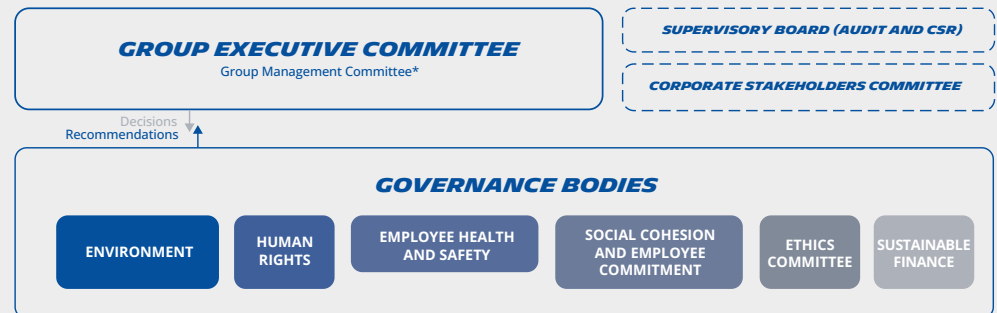 GROUP EXECUTIVE COMMITTEE
Group Management Committee*
SUPERVISORY BOARD (AUDIT AND CSR)
CORPORATE STAKEHOLDERS COMMITTEE
Decisions
Recommendations
GOVERNANCE BODIES
ENVIRONMENT
HUMAN
RIGHTS
EMPLOYEE HEALTH
AND SAFETY
SOCIAL COHESION
AND EMPLOYEE
COMMITMENT
ETHICS
COMMITTEE
SUSTAINABLE
FINANCE